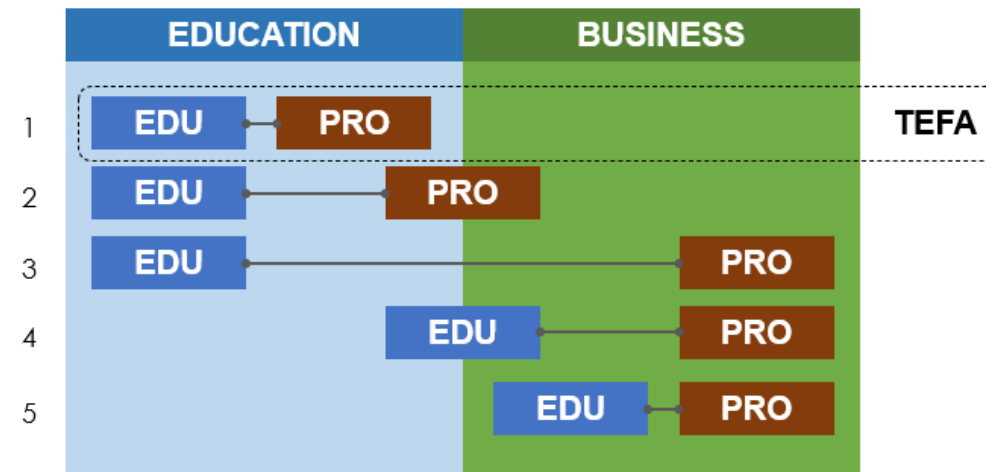 EDUCATION BUSINESS
1 EDU PRO TEFA
2 EDU PRO
3 EDU PRO
4 EDU PRO
5 EDU PRO